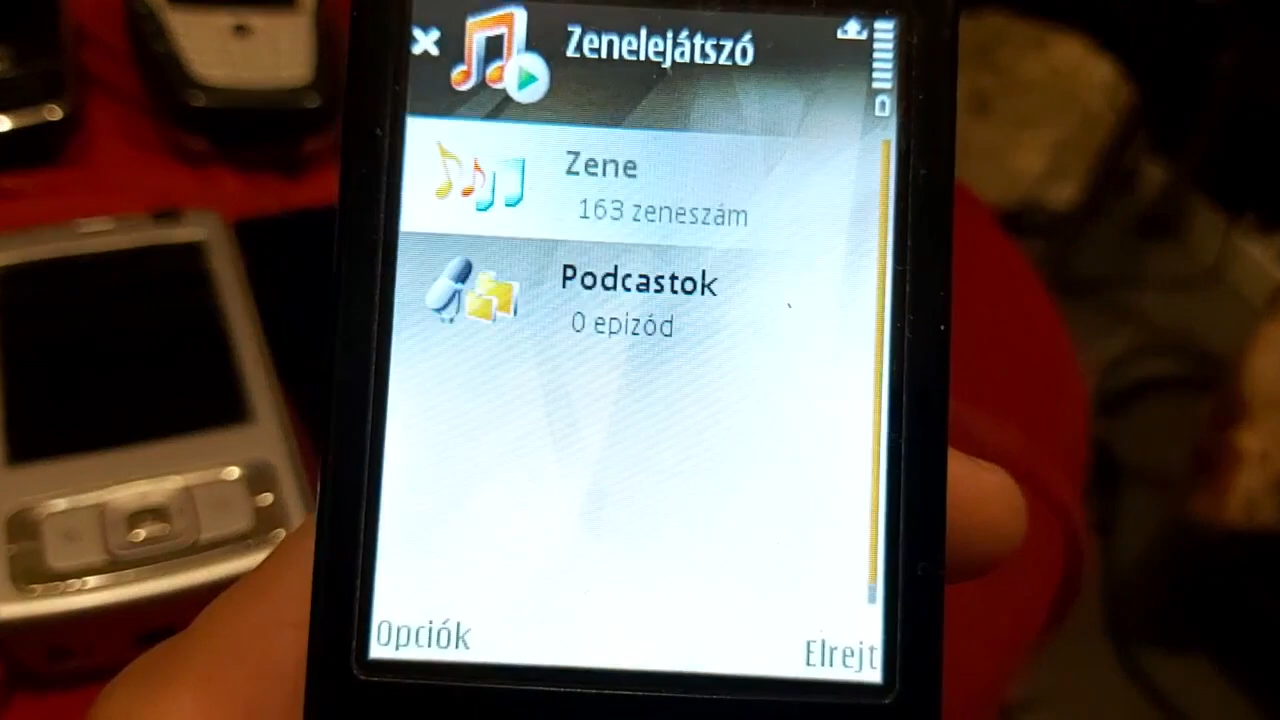 Zenelejátszó
Zene
163 zeneszám
Podcastok
0 epizód
Opciók
Elrejt